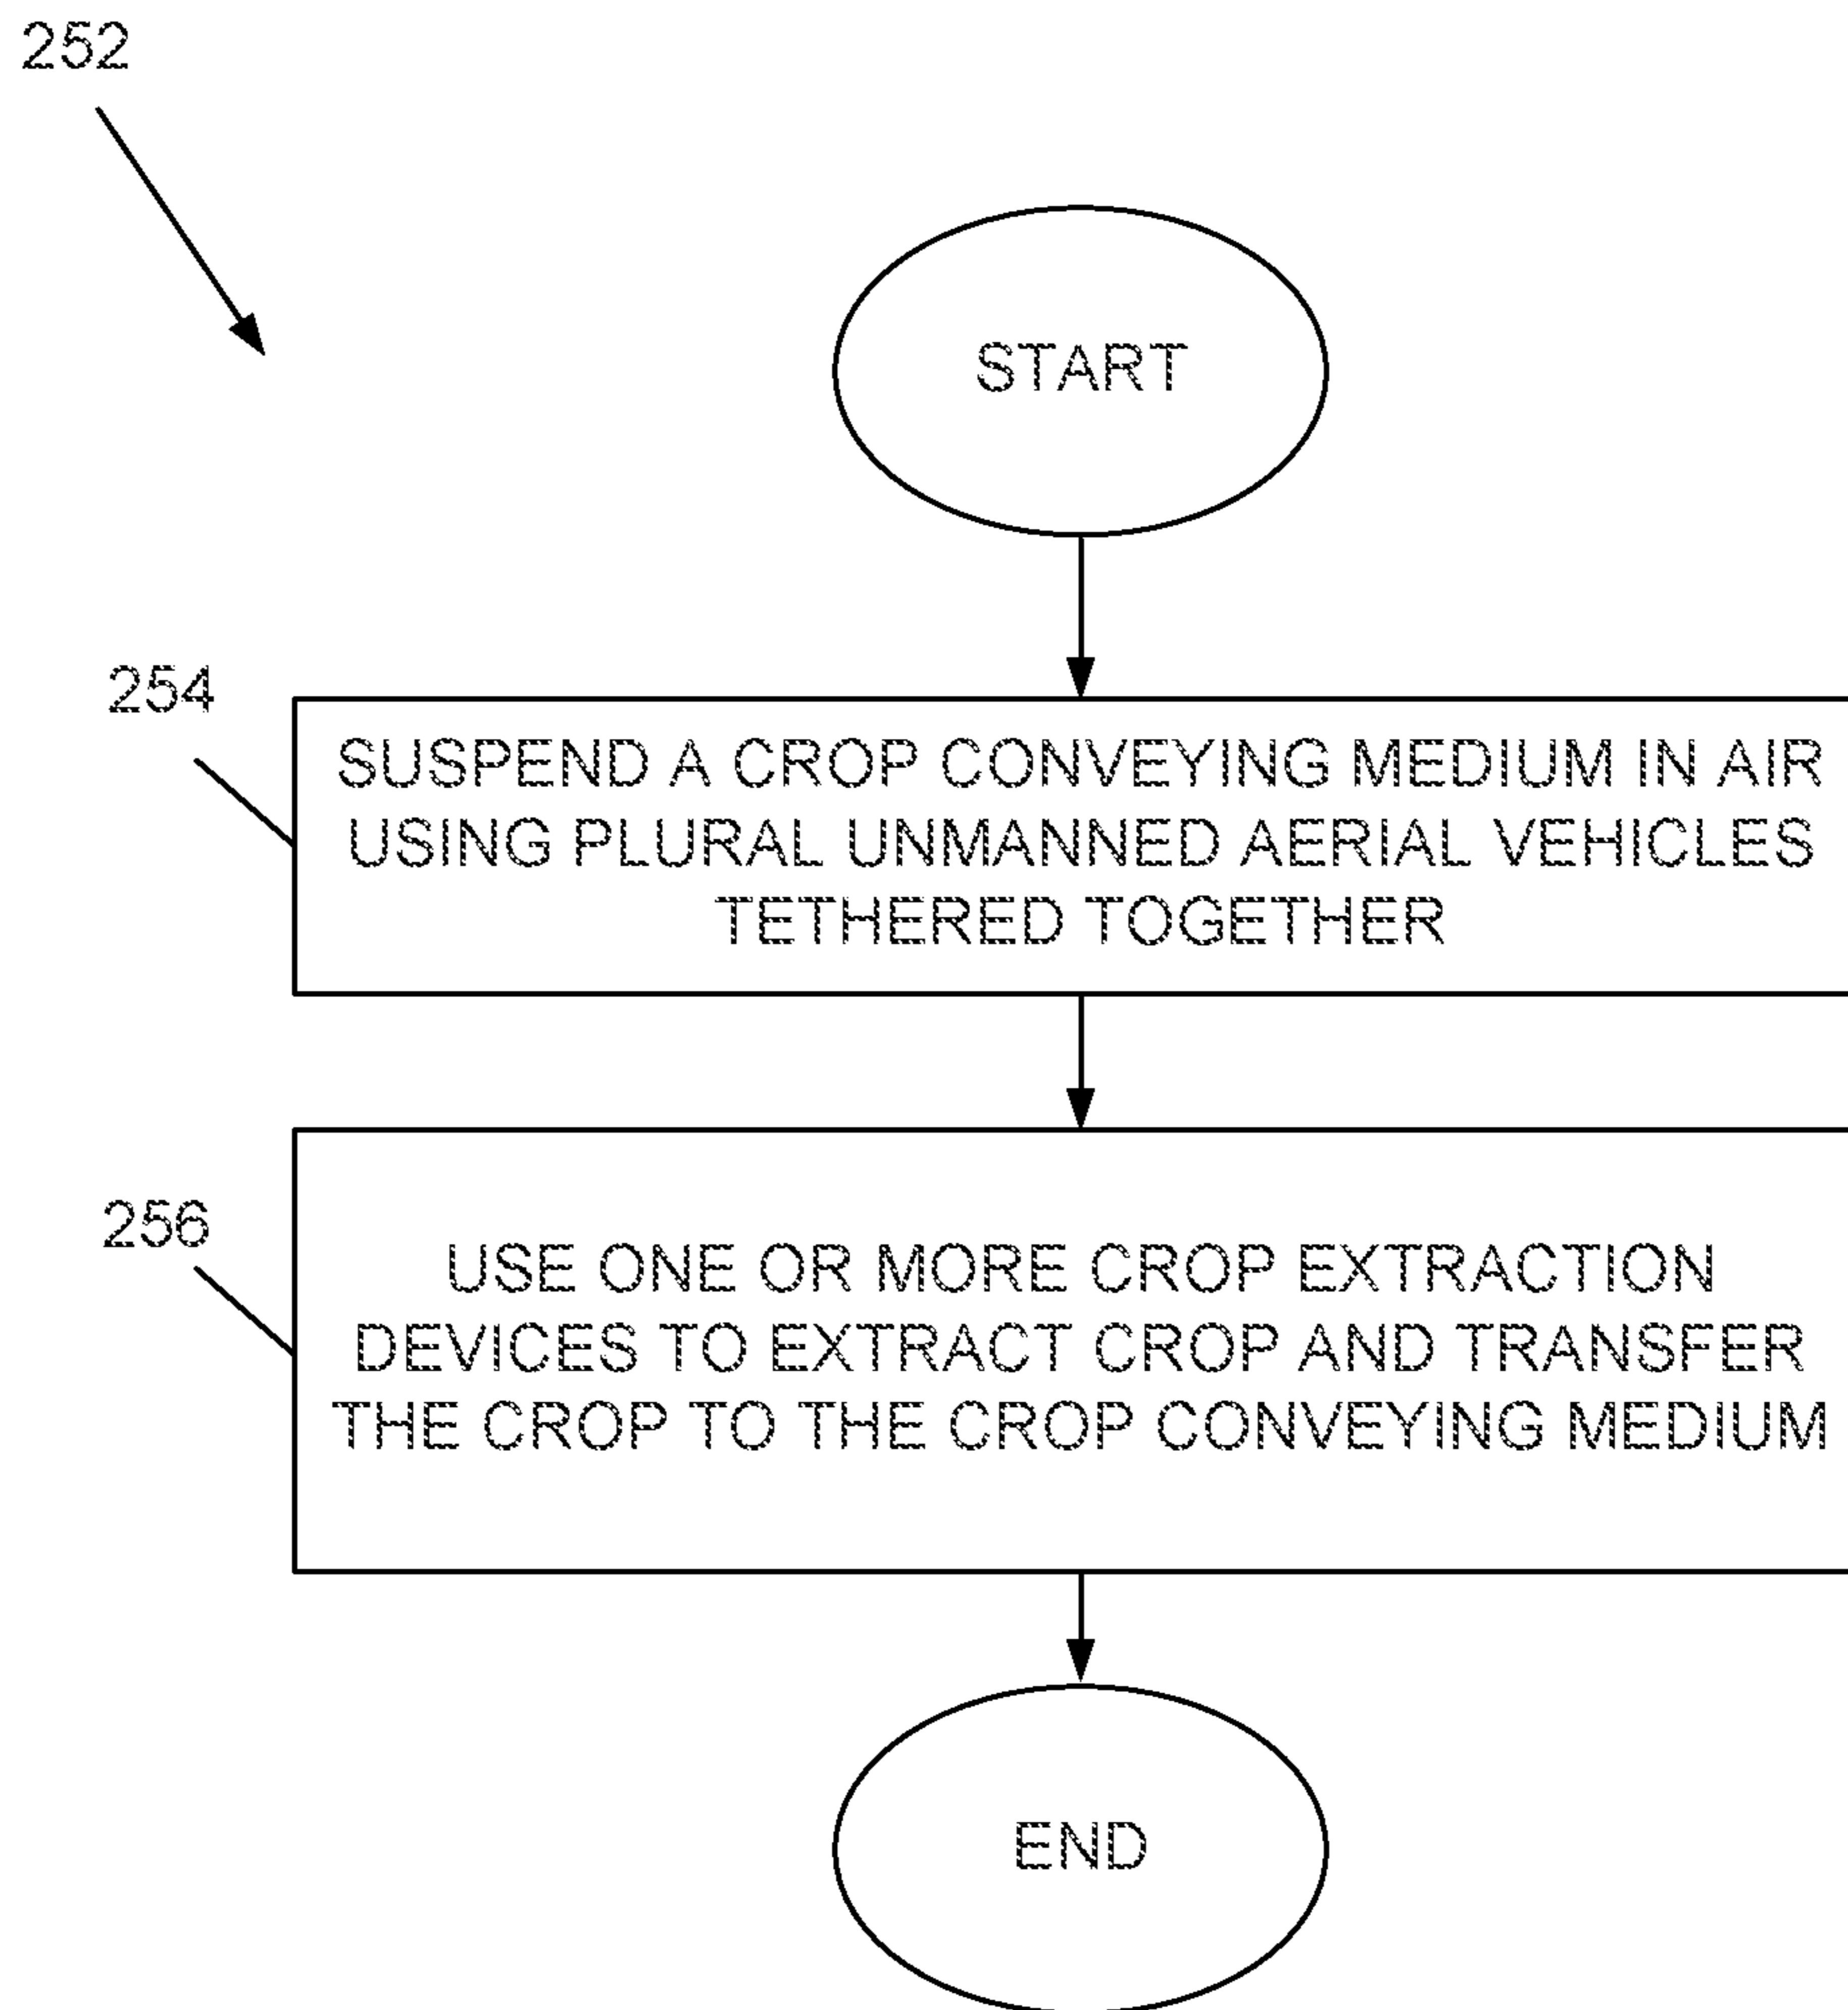 252
START
254
SUSPEND A CROP CONVEYING MEDIUM IN AIR
USING PLURAL UNMANNED AERIAL VEHICLES
TETHERED TOGETHER
256
USE ONE OR MORE CROP EXTRACTION
DEVICES TO EXTRACT CROP AND TRANSFER
THE CROP TO THE CROP CONVEYING MEDIUM
END